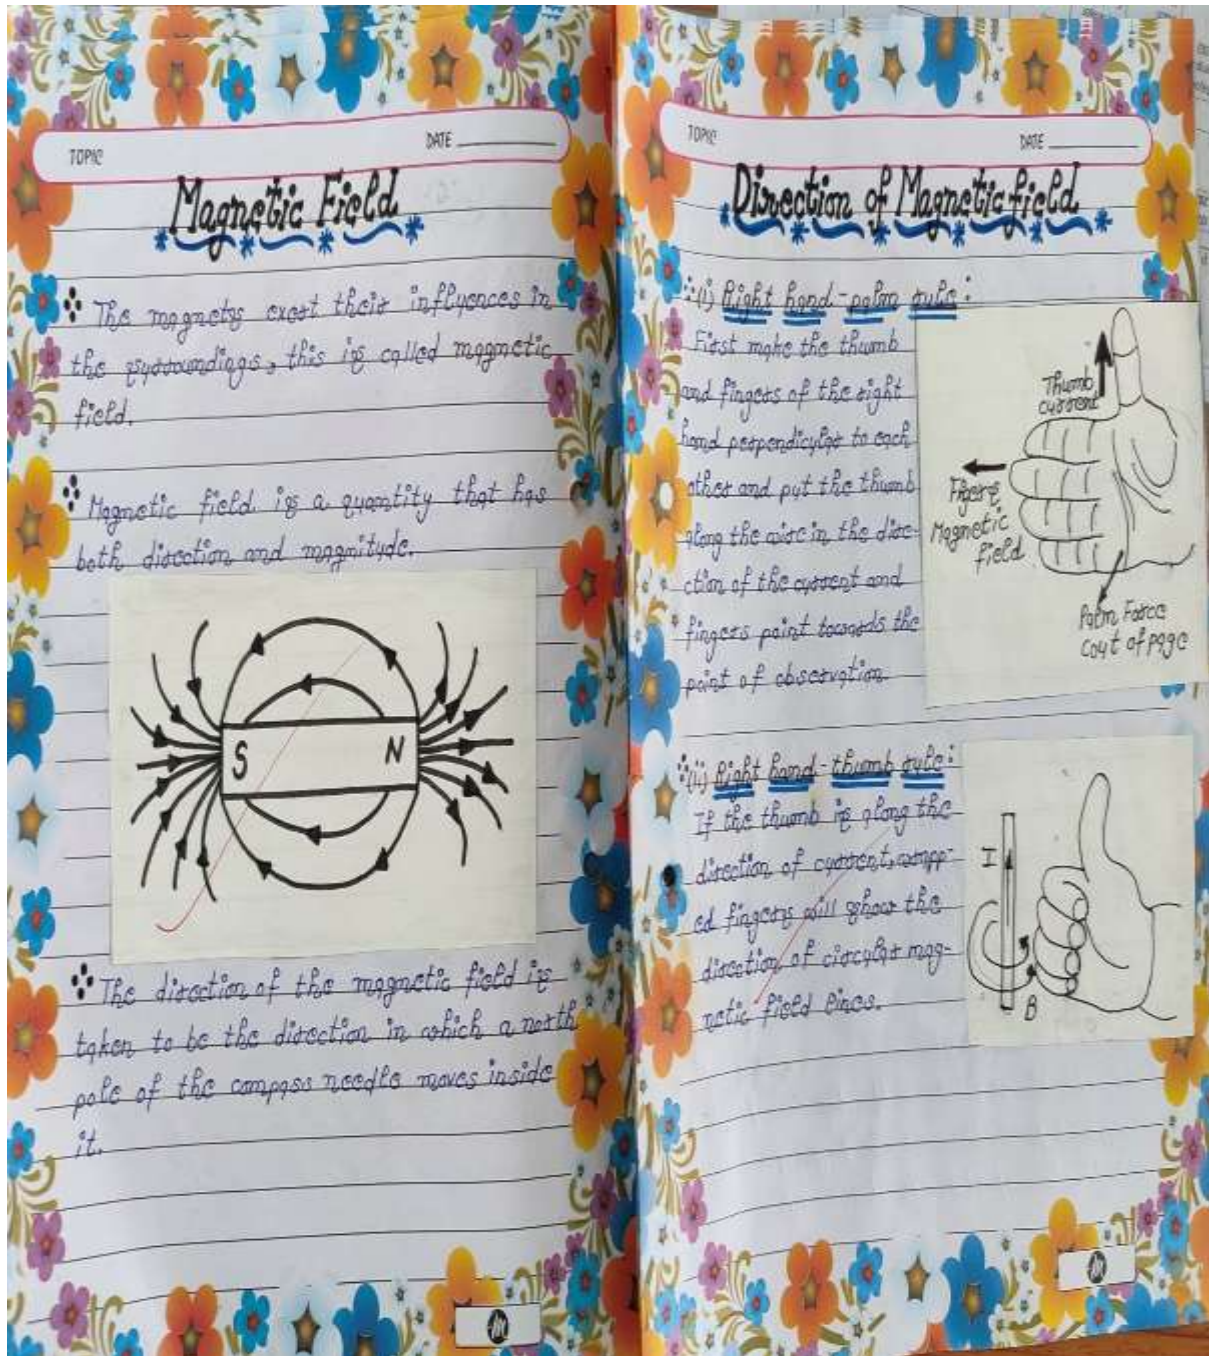 TOPIC
DATE
Magnetic Field
The magnets exert their influences in
the surroundings, this is called magnetic
field.
Magnetic field is a quantity that has
both direction and magnitude.
S
N
The direction of the magnetic field is
taken to be the direction in which a north
pole of the compass needle moves inside
it.
M
TOPIC
DATE
Direction of Magnetic field
(i) Right hand-palm rule:
First make the thumb
and fingers of the right
hand perpendicular to each
other and put the thumb
along the wire in the dire-
ction of the current and
fingers point towards the
point of observation.
Thumb,
current
Figers
Magnetic
field
Palm Force
Cout of page
(ii) Right hand-thumb rule:
If the thumb is along the
direction of current, wrapp-
ed fingers will show the
direction of circular mag-
netic field lines.
I
B
M